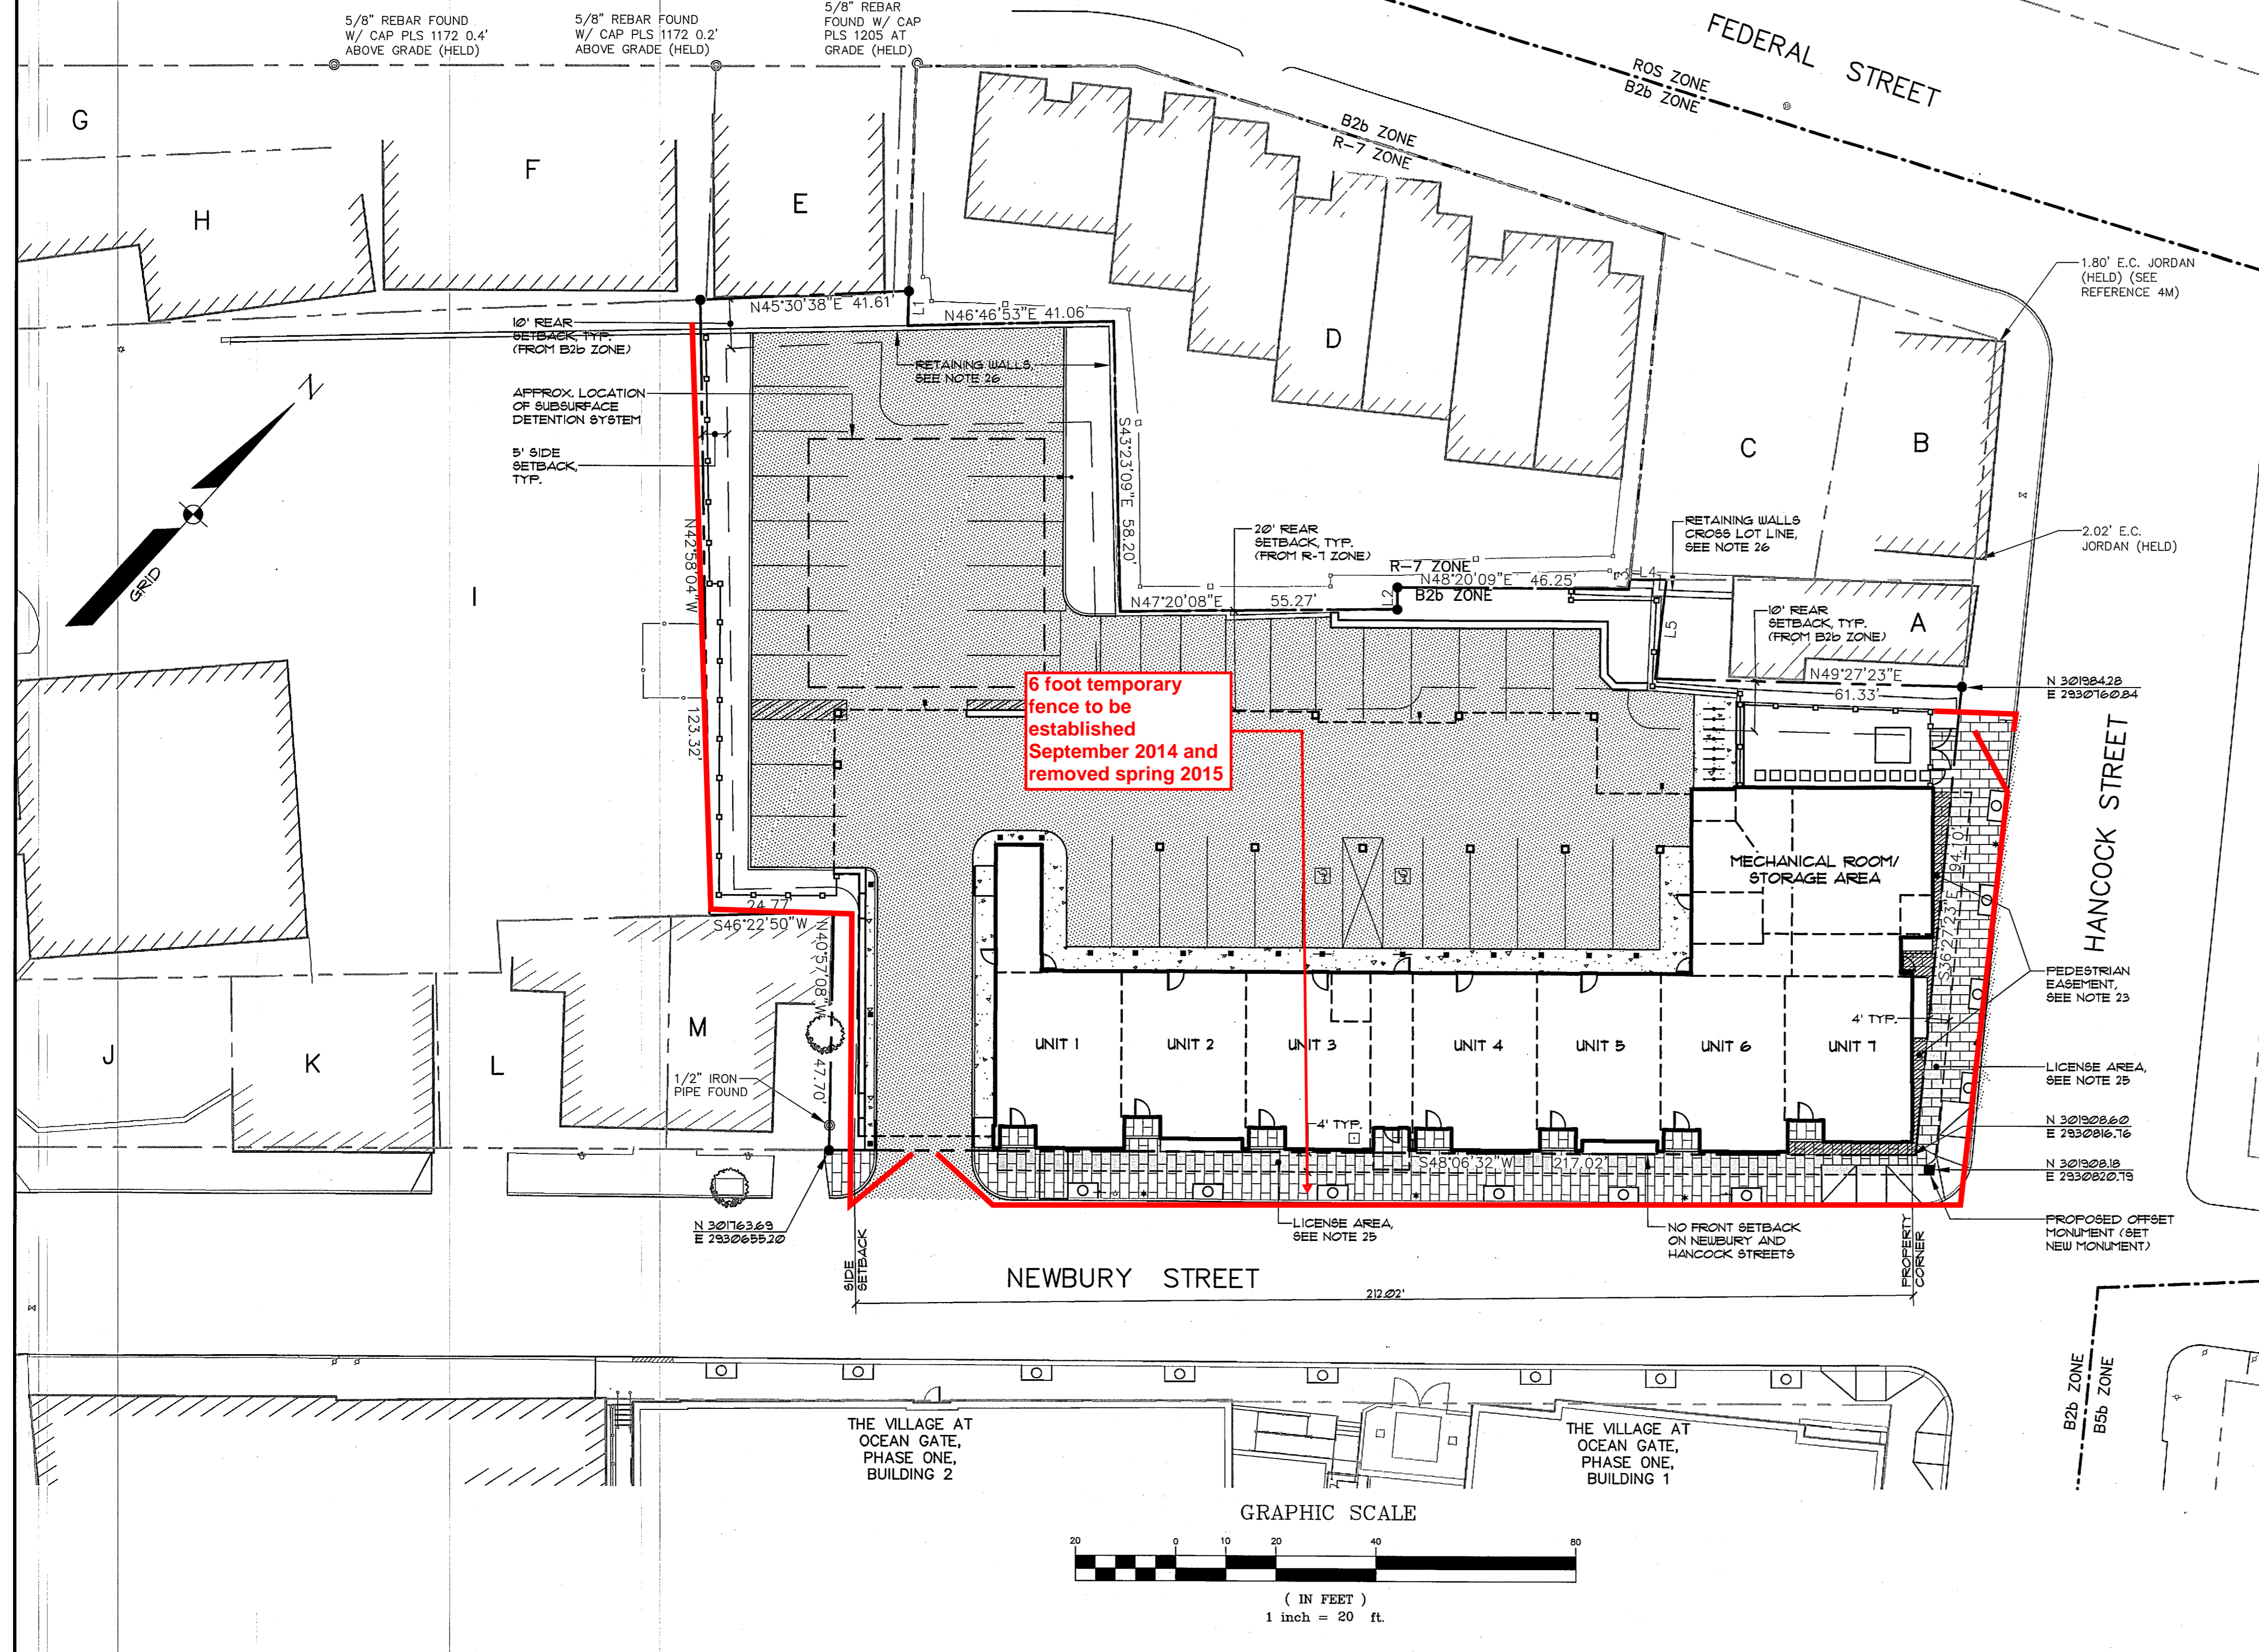 5/8" REBAR FOUND
W/ CAP PLS 1172 0.4'
ABOVE GRADE (HELD)
5/8" REBAR FOUND
W/ CAP PLS 1172 0.2'
ABOVE GRADE (HELD)
5/8" REBAR
FOUND W/ CAP
PLS 1205 AT
GRADE (HELD)
FEDERAL STREET
ROS ZONE
B2b ZONE
B2b ZONE
R-7 ZONE
G
H
F
E
D
C
B
A
1.80' E.C. JORDAN
(HELD) (SEE
REFERENCE 4M)
2.02' E.C.
JORDAN (HELD)
N45°30'38"E 41.61'
L1
N46°46'53"E 41.06'
10' REAR
SETBACK, TYP.
(FROM B2b ZONE)
RETAINING WALLS,
SEE NOTE 26
APPROX. LOCATION
OF SUBSURFACE
DETENTION SYSTEM
5' SIDE
SETBACK,
TYP.
N
GRID
I
N42°58'04"W
123.32'
S43°23'09"E 58.20'
20' REAR
SETBACK, TYP.
(FROM R-7 ZONE)
RETAINING WALLS
CROSS LOT LINE,
SEE NOTE 26
R-7 ZONE
N48°20'09"E 46.25'
B2b ZONE
L2
L3
L4
L5
N47°20'08"E 55.27'
10' REAR
SETBACK, TYP.
(FROM B2b ZONE)
N49°27'23"E
61.33'
N 301984.28
E 2930760.84
6 foot temporary
fence to be
established
September 2014 and
removed spring 2015
HANCOCK STREET
MECHANICAL ROOM/
STORAGE AREA
S36°27'23"E 94.10'
24.77'
S46°22'50"W
N40°57'08"W 47.70'
PEDESTRIAN
EASEMENT,
SEE NOTE 23
4' TYP.
J
K
L
M
1/2" IRON
PIPE FOUND
UNIT 1
UNIT 2
UNIT 3
UNIT 4
UNIT 5
UNIT 6
UNIT 7
LICENSE AREA,
SEE NOTE 25
4' TYP.
N 301908.60
E 2930816.76
S48°06'32"W 217.02'
N 301908.18
E 2930820.79
N 301763.69
E 2930655.20
SIDE
SETBACK
LICENSE AREA,
SEE NOTE 25
NO FRONT SETBACK
ON NEWBURY AND
HANCOCK STREETS
PROPERTY
CORNER
PROPOSED OFFSET
MONUMENT (SET
NEW MONUMENT)
NEWBURY STREET
212.02'
B2b ZONE
B5b ZONE
THE VILLAGE AT
OCEAN GATE,
PHASE ONE,
BUILDING 2
THE VILLAGE AT
OCEAN GATE,
PHASE ONE,
BUILDING 1
GRAPHIC SCALE
20 0 10 20 40 80
( IN FEET )
1 inch = 20 ft.